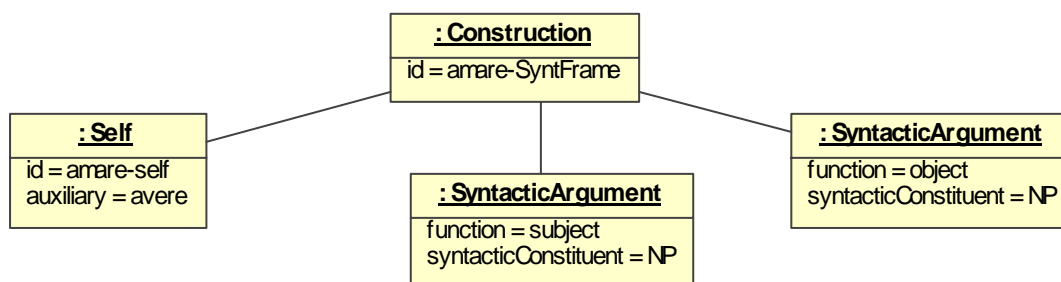 : Construction
id = amare-SyntFrame
: Self
id = amare-self
auxiliary = avere
: SyntacticArgument
function = subject
syntacticConstituent = NP
: SyntacticArgument
function = object
syntacticConstituent = NP